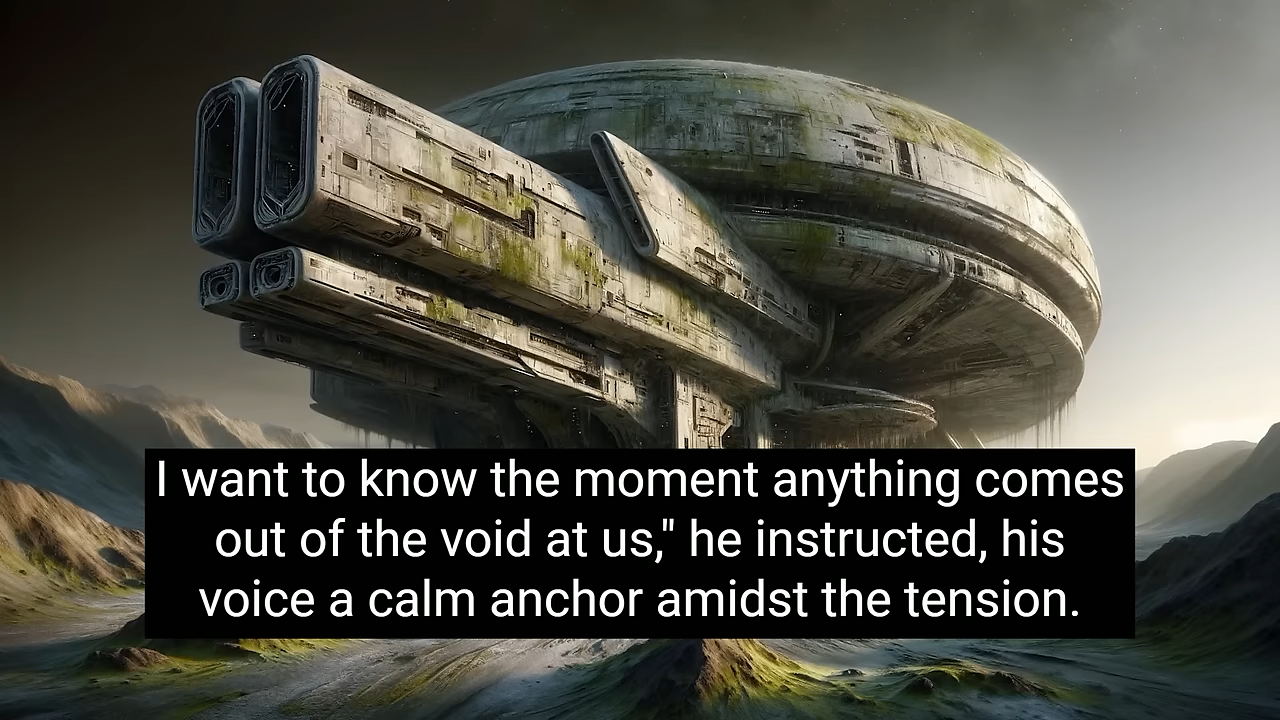 I want to know the moment anything comes
out of the void at us," he instructed, his
voice a calm anchor amidst the tension.